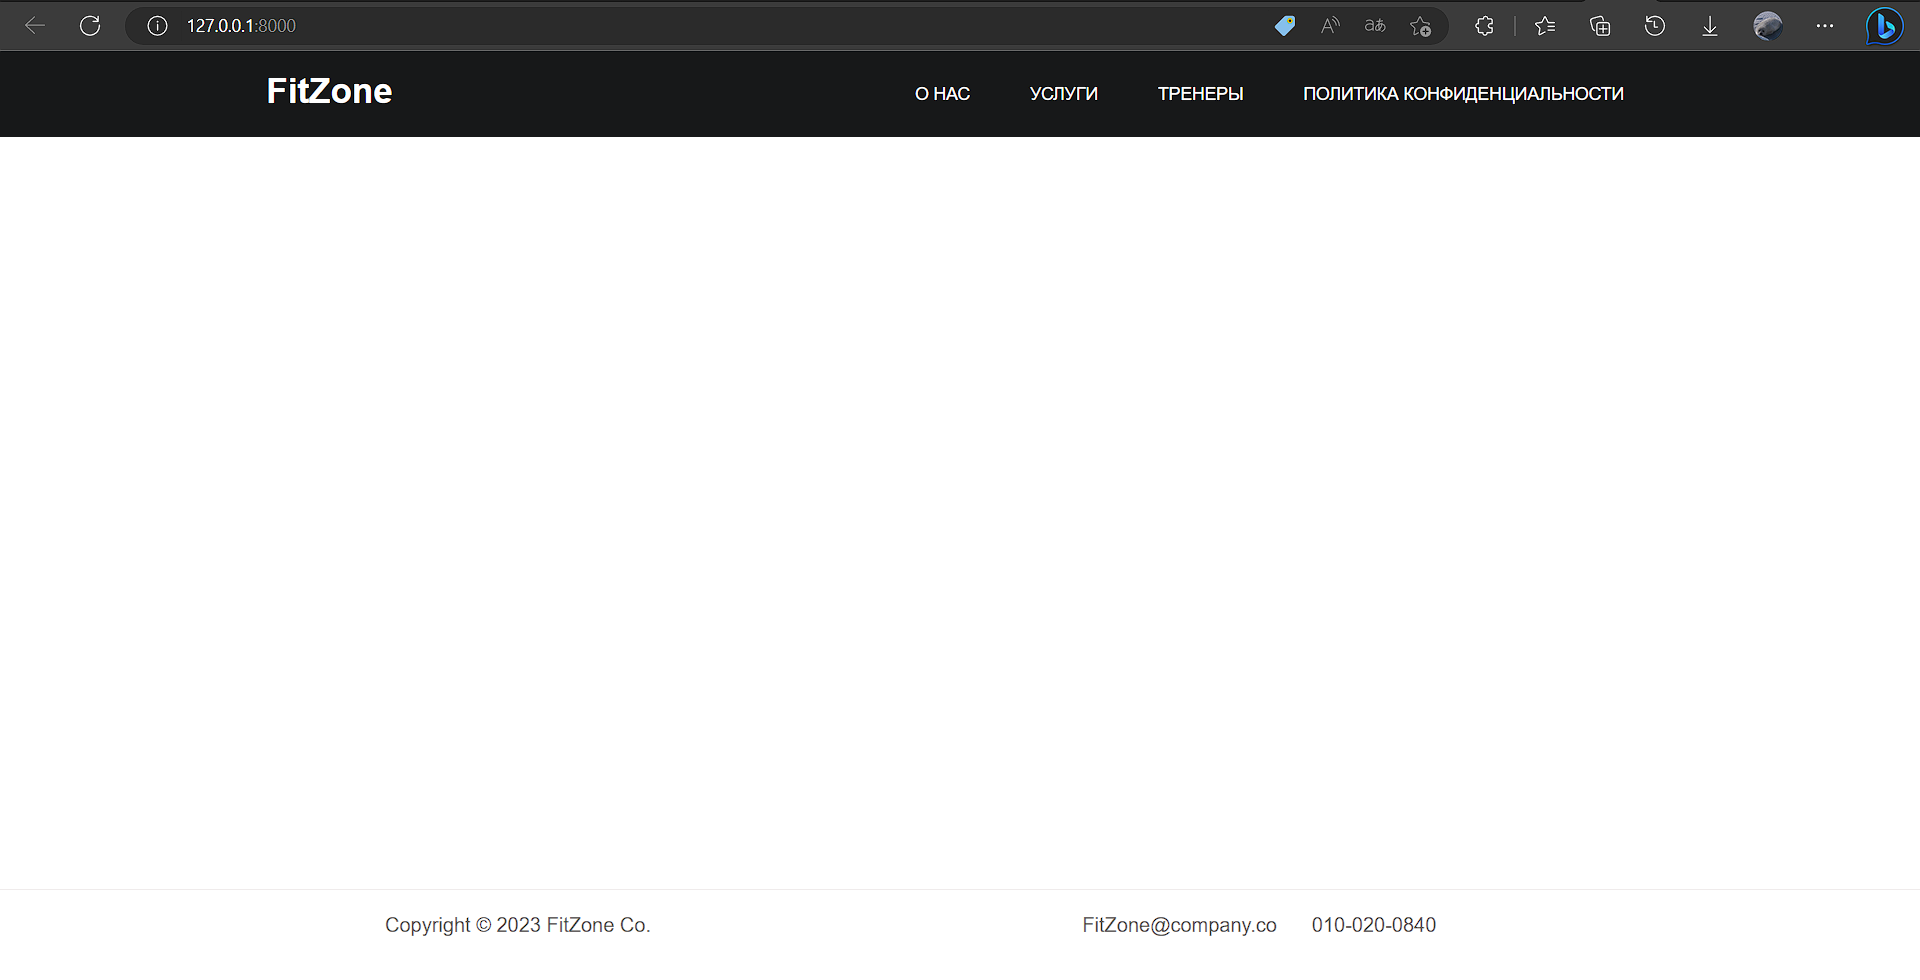 127.0.0.1:8000
FitZone О НАС УСЛУГИ ТРЕНЕРЫ ПОЛИТИКА КОНФИДЕНЦИАЛЬНОСТИ
Copyright © 2023 FitZone Co. FitZone@company.co 010-020-0840